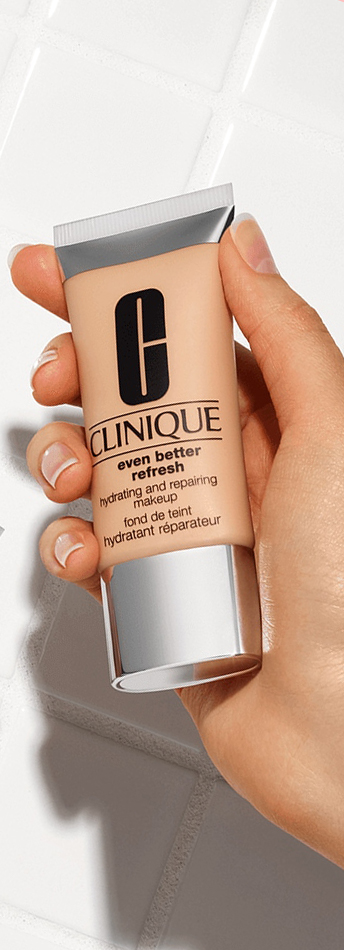 C
CLINIQUE
even better
refresh
hydrating and repairing
makeup
fond de teint
hydratant réparateur